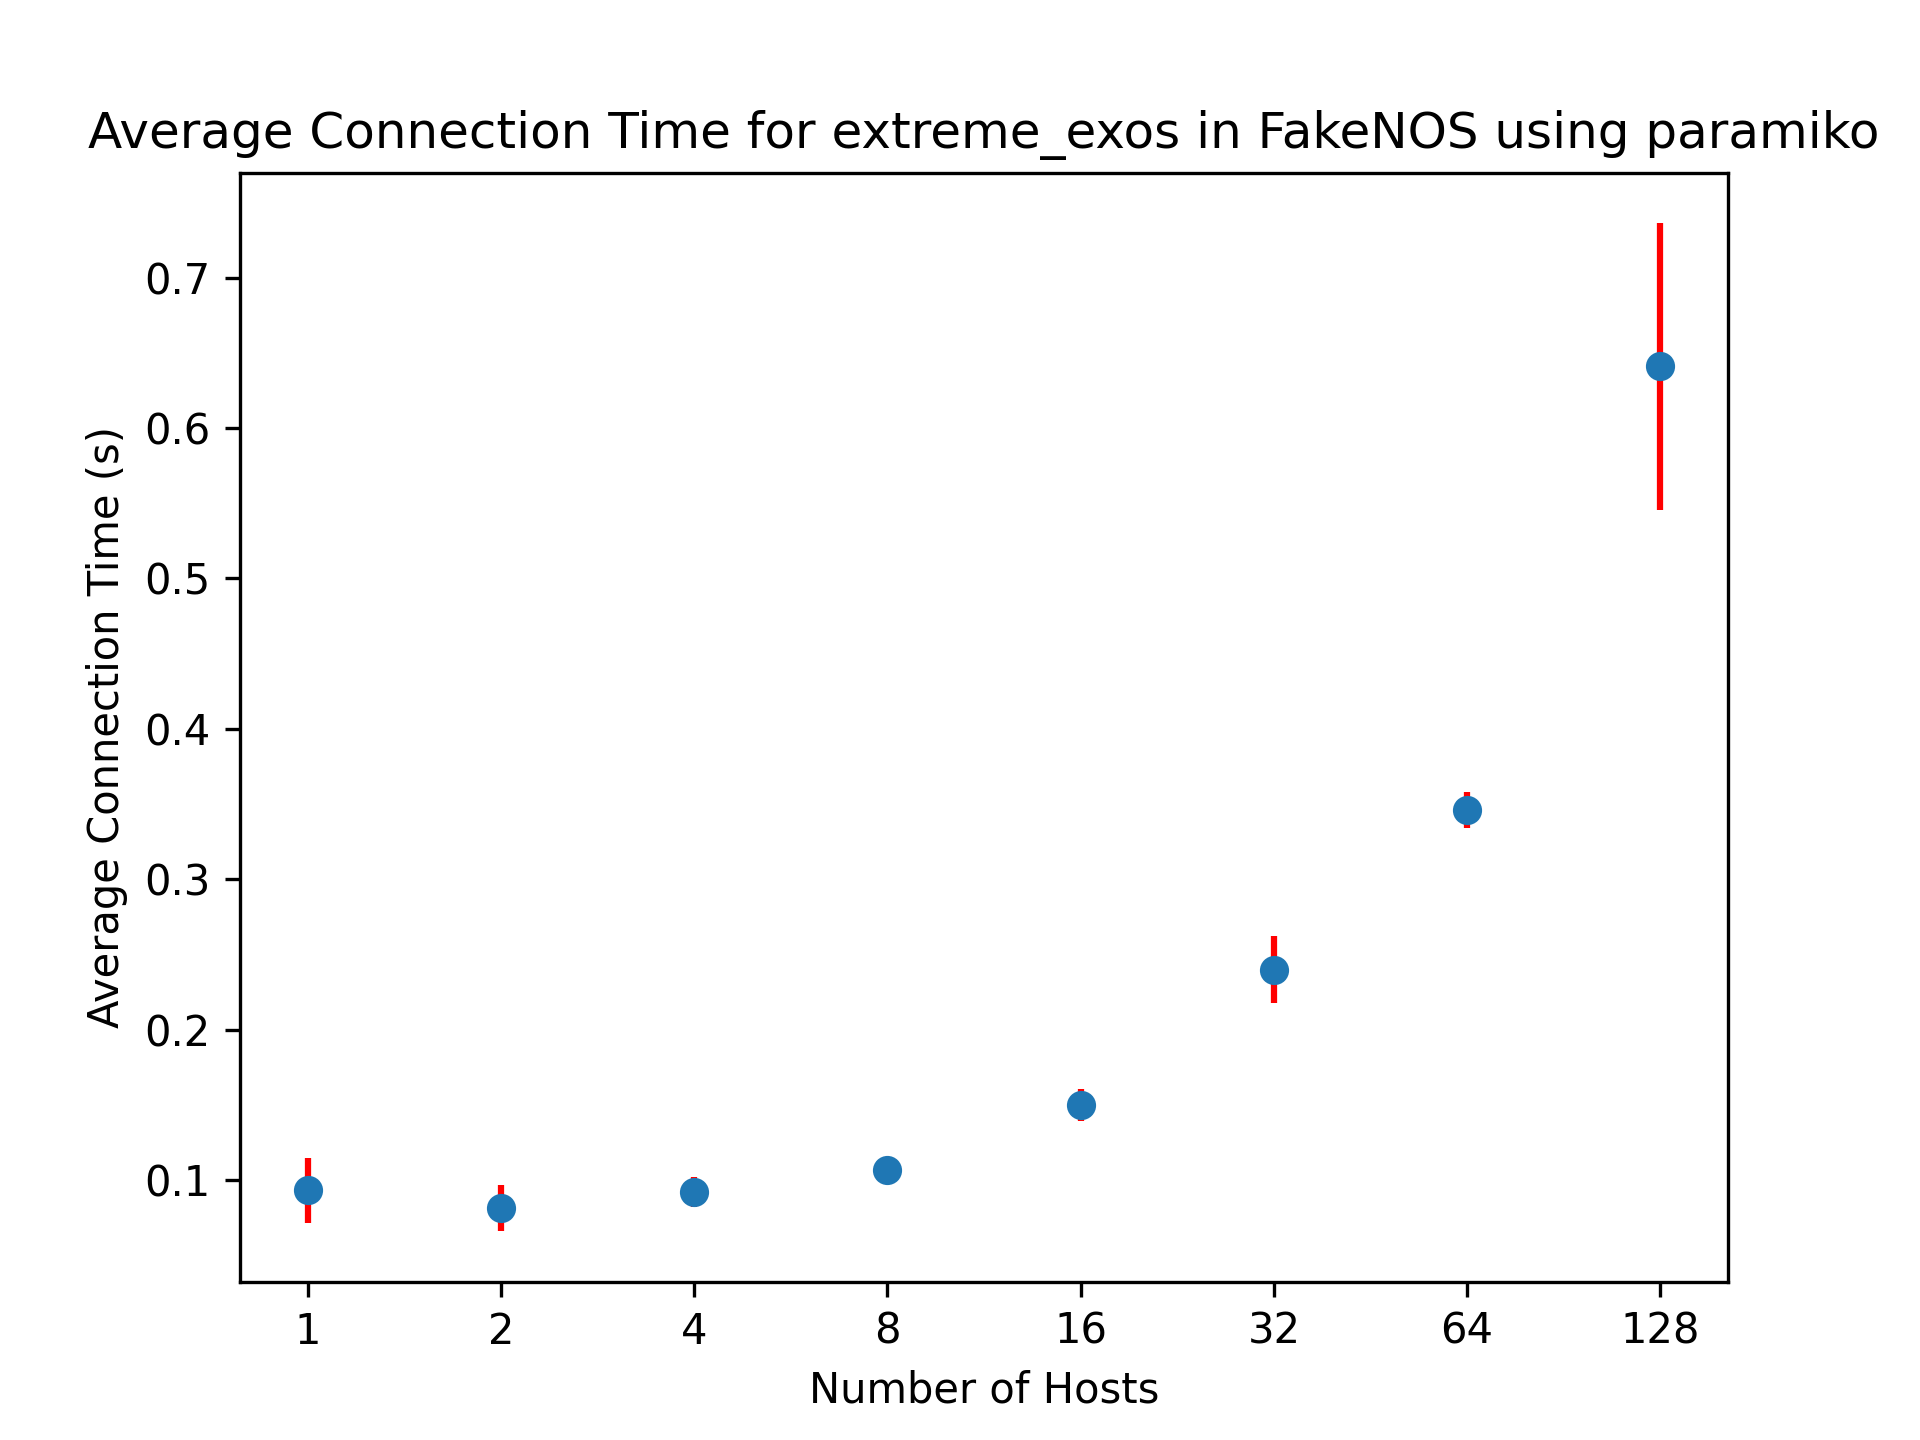 Average Connection Time for extreme_exos in FakeNOS using paramiko
Average Connection Time (s)
0.7
0.6
0.5
0.4
0.3
0.2
0.1
1 2 4 8 16 32 64 128
Number of Hosts